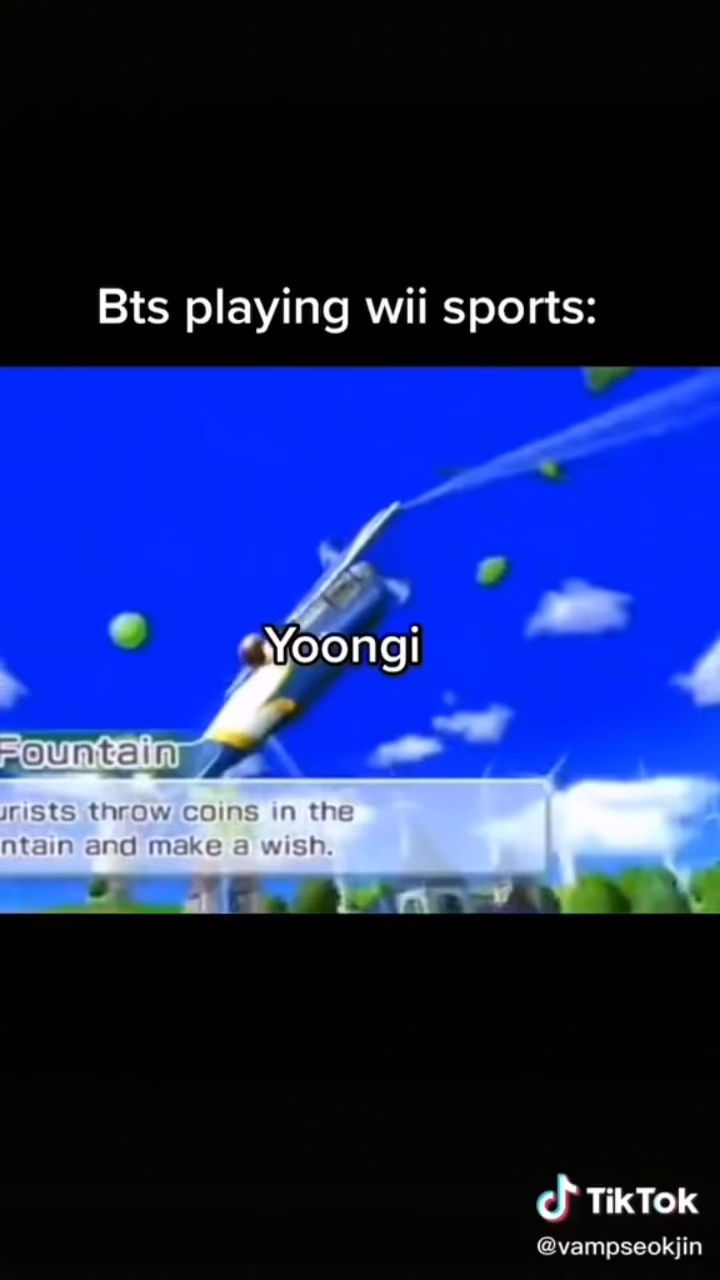 Bts playing wii sports:
Yoongi
Fountain
urists throw coins in the
ntain and make a wish.
TikTok
@vampseokjin